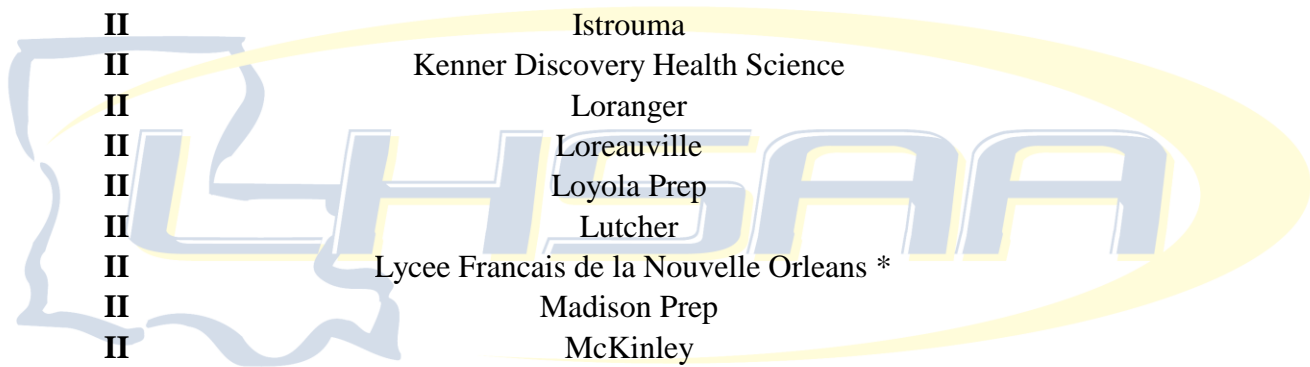 II Istrouma
II Kenner Discovery Health Science
II Loranger
II Loreauville
II Loyola Prep
II Lutcher
II Lycee Francais de la Nouvelle Orleans *
II Madison Prep
II McKinley
LHSAA